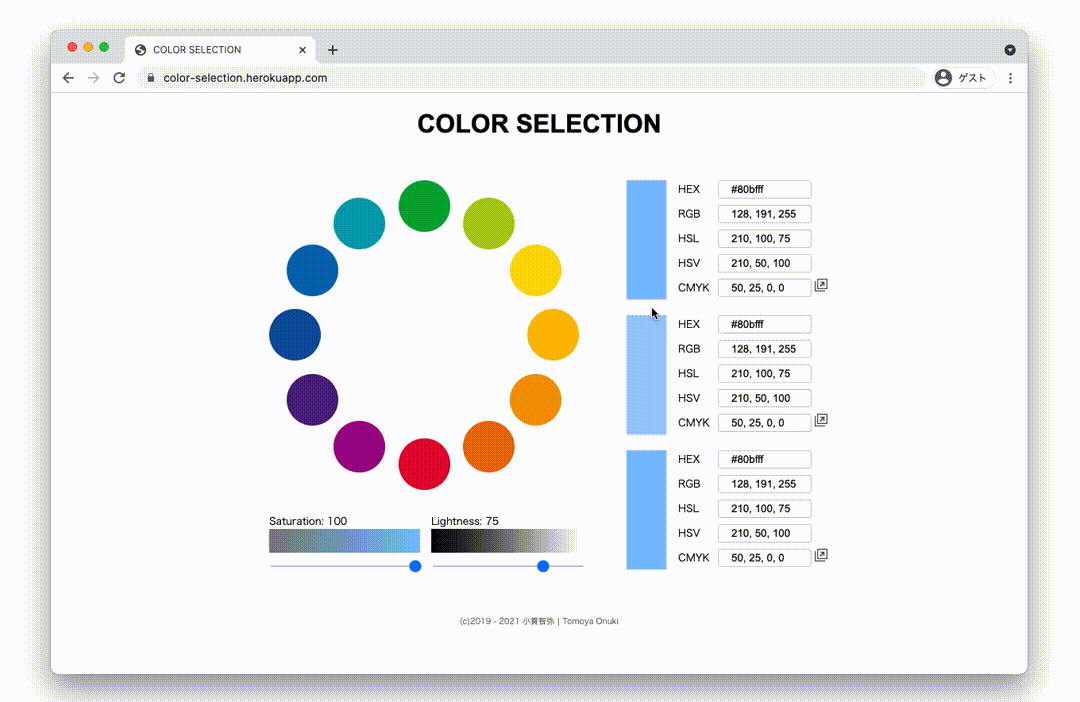 COLOR SELECTION
color-selection.herokuapp.com
ゲスト
COLOR SELECTION
HEX #80bfff
RGB 128, 191, 255
HSL 210, 100, 75
HSV 210, 50, 100
CMYK 50, 25, 0, 0
HEX #80bfff
RGB 128, 191, 255
HSL 210, 100, 75
HSV 210, 50, 100
CMYK 50, 25, 0, 0
HEX #80bfff
RGB 128, 191, 255
HSL 210, 100, 75
HSV 210, 50, 100
CMYK 50, 25, 0, 0
Saturation: 100 Lightness: 75
(c)2019 - 2021 小貫智弥 | Tomoya Onuki